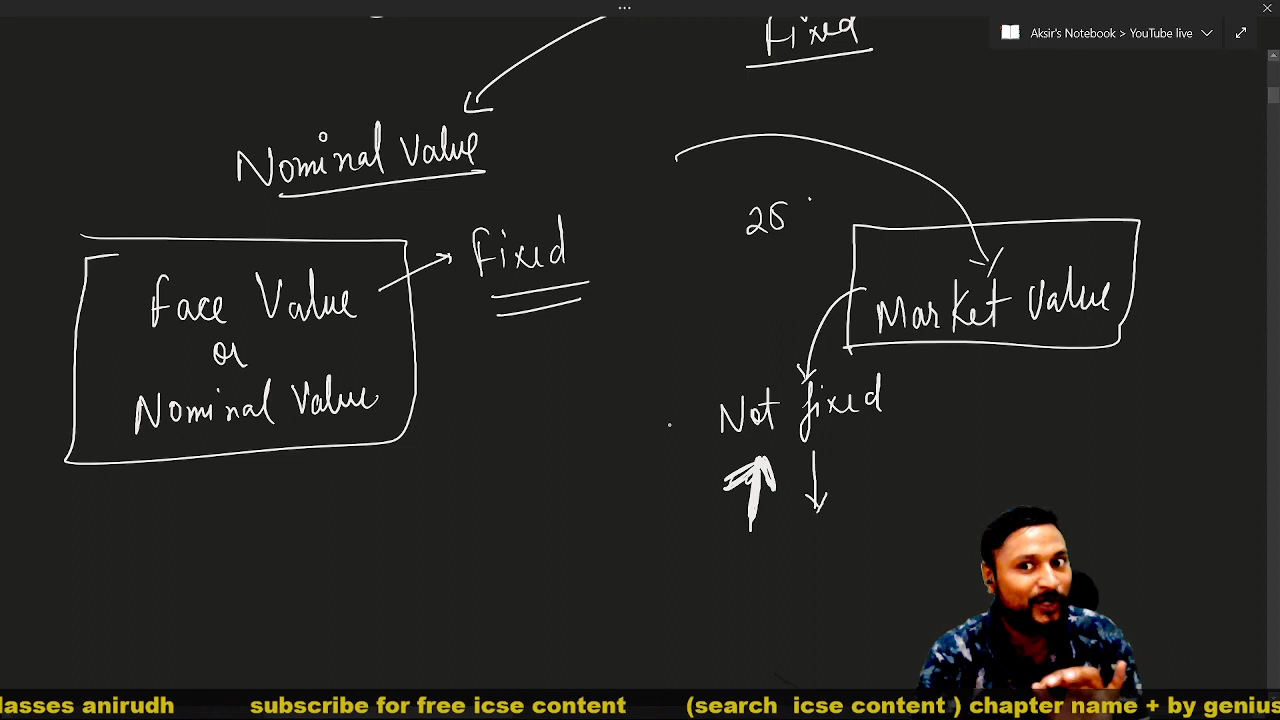 Fixed
Aksir's Notebook > YouTube live
Nominal Value
Fixed
Face Value
or
Nominal Value
26
Market Value
Not fixed
lasses anirudh subscribe for free icse content (search icse content ) chapter name + by genius